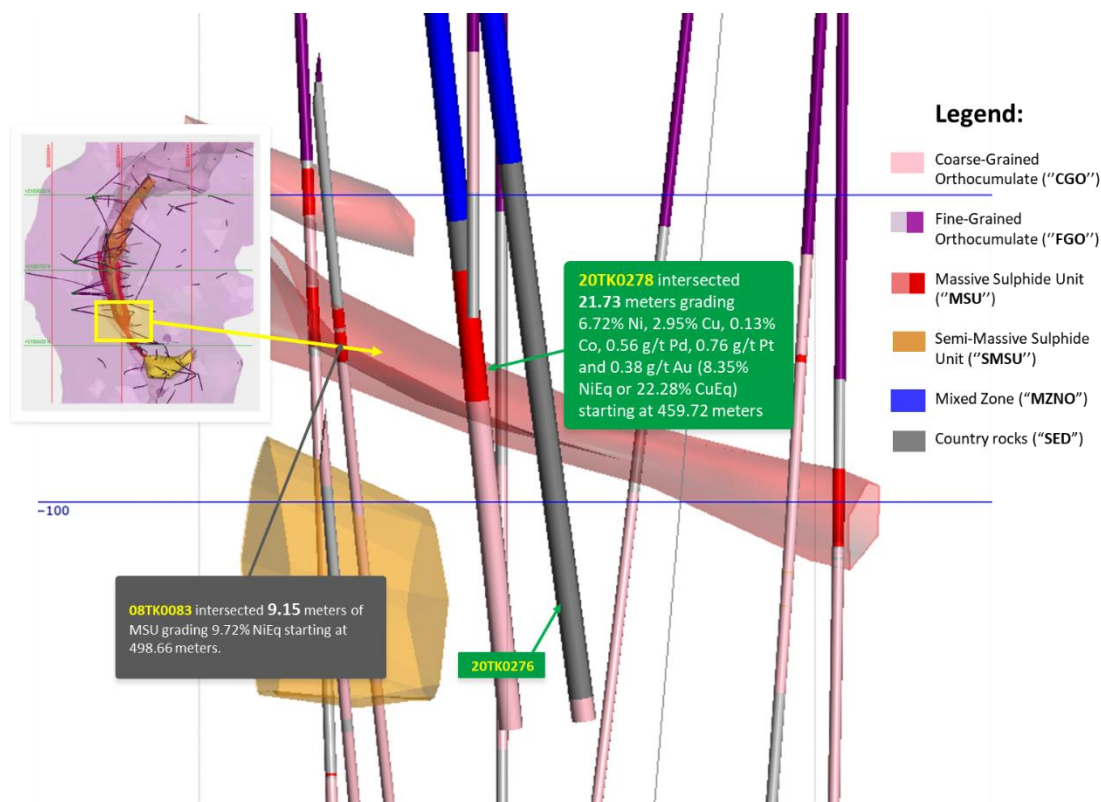 Legend:
Coarse-Grained
Orthocumulate (‘‘CGO’’)
Fine-Grained
Orthocumulate (‘‘FGO’’)
Massive Sulphide Unit
(‘‘MSU’’)
Semi-Massive Sulphide
Unit (‘‘SMSU’’)
Mixed Zone (“MZNO”)
Country rocks (“SED”)
20TK0278 intersected
21.73 meters grading
6.72% Ni, 2.95% Cu, 0.13%
Co, 0.56 g/t Pd, 0.76 g/t Pt
and 0.38 g/t Au (8.35%
NiEq or 22.28% CuEq)
starting at 459.72 meters
-100
08TK0083 intersected 9.15 meters of
MSU grading 9.72% NiEq starting at
498.66 meters.
20TK0276